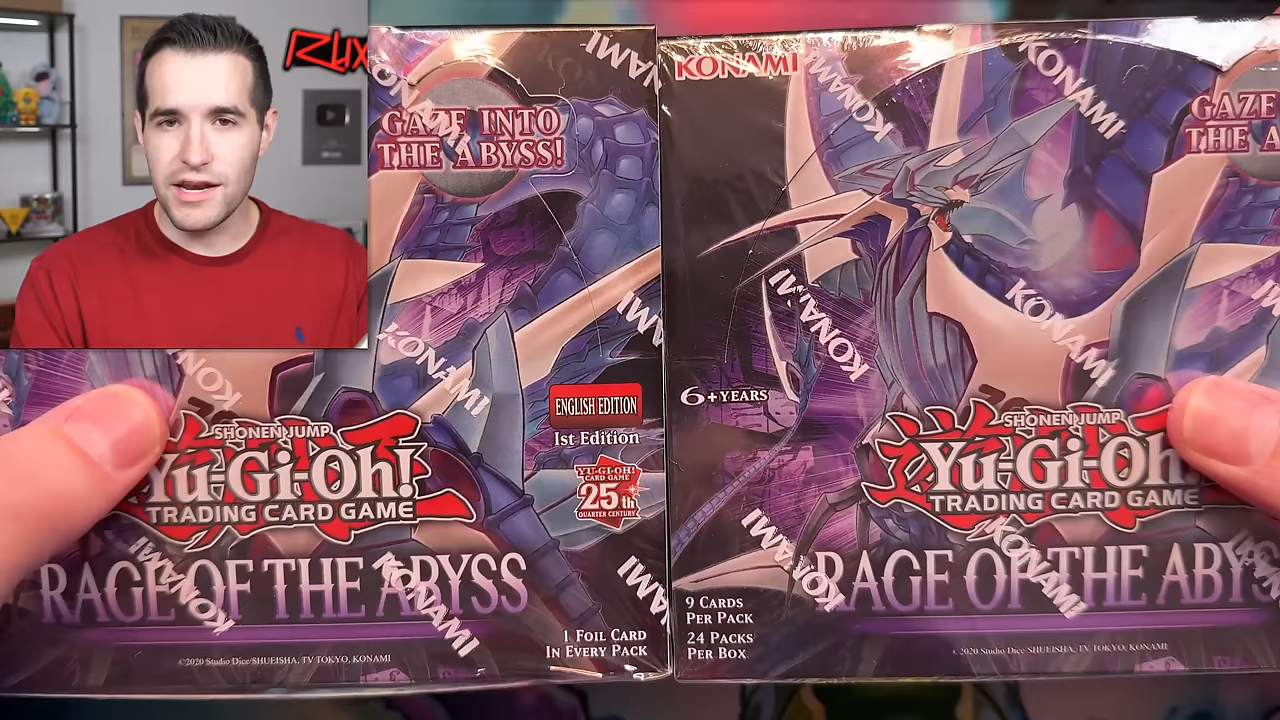 Rux
GAZE INTO
THE ABYSS!
ENGLISH EDITION
1st Edition
YU-GI-OH!
CARD GAME
25th
QUARTER CENTURY
SHONEN JUMP
Yu-Gi-Oh!
TRADING CARD GAME
RAGE OF THE ABYSS
1 FOIL CARD
IN EVERY PACK
©2020 Studio Dice/SHUEISHA, TV TOKYO, KONAMI
KONAMI
KONAMI
KONAMI
KONAMI
KONAMI
KONAMI
KONAMI
GAZE
THE A
6+YEARS
KONAMI
KONAMI
KONAMI
KONAMI
SHONEN JUMP
Yu-Gi-Oh
TRADING CARD GAME
RAGE OF THE ABYS
9 CARDS
PER PACK
24 PACKS
PER BOX
©2020 Studio Dice/SHUEISHA, TV TOKYO, KONAMI